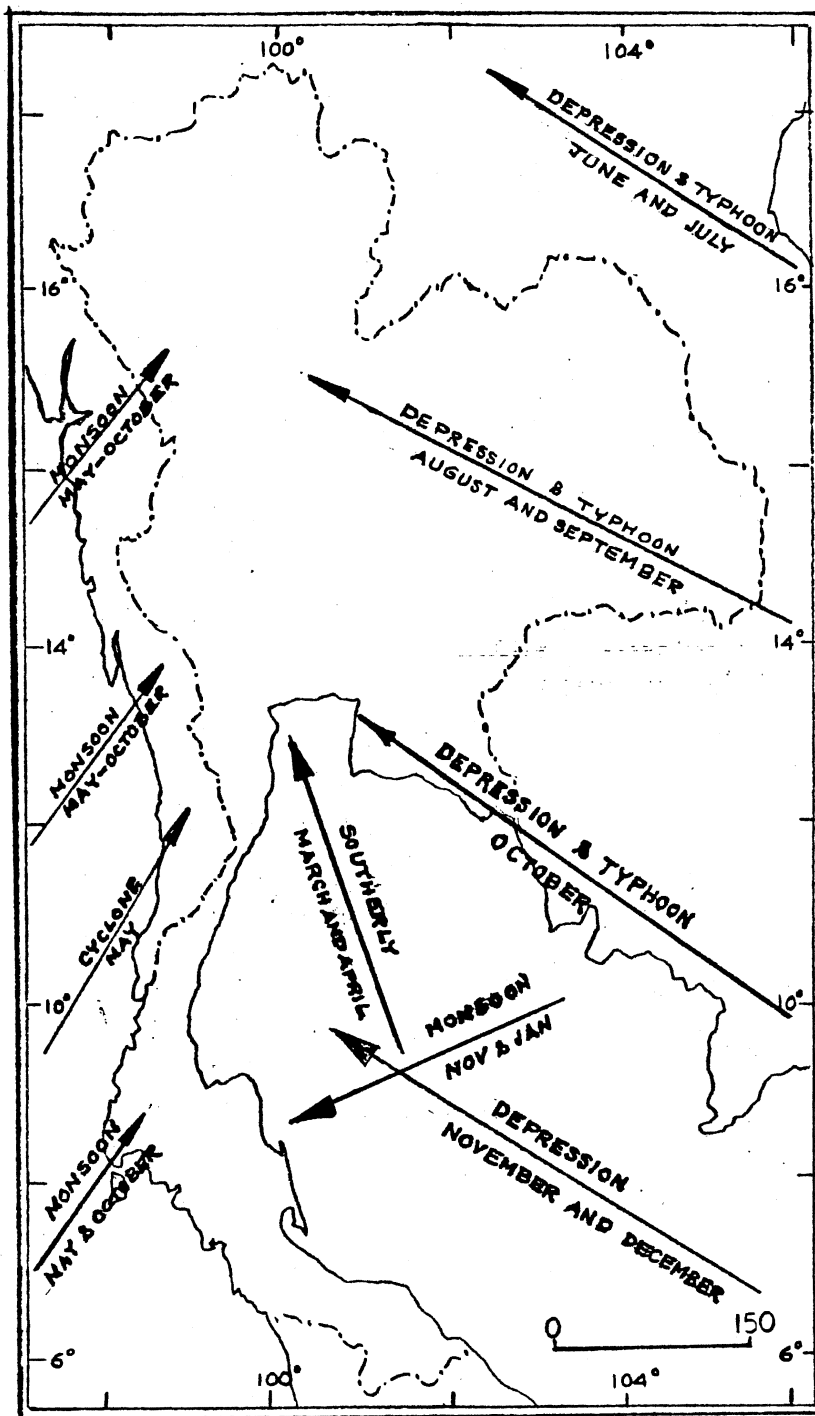 100°
104°
DEPRESSION & TYPHOON
JUNE AND JULY
16°
16°
MONSOON
MAY-OCTOBER
DEPRESSION & TYPHOON
AUGUST AND SEPTEMBER
14°
14°
MONSOON
MAY-OCTOBER
DEPRESSION & TYPHOON
OCTOBER
SOUTHERLY
MARCH AND APRIL
CYCLONE
MAY
10°
10°
MONSOON
NOV & JAN
DEPRESSION
NOVEMBER AND DECEMBER
MONSOON
MAY & OCTOBER
0
150
6°
6°
100°
104°